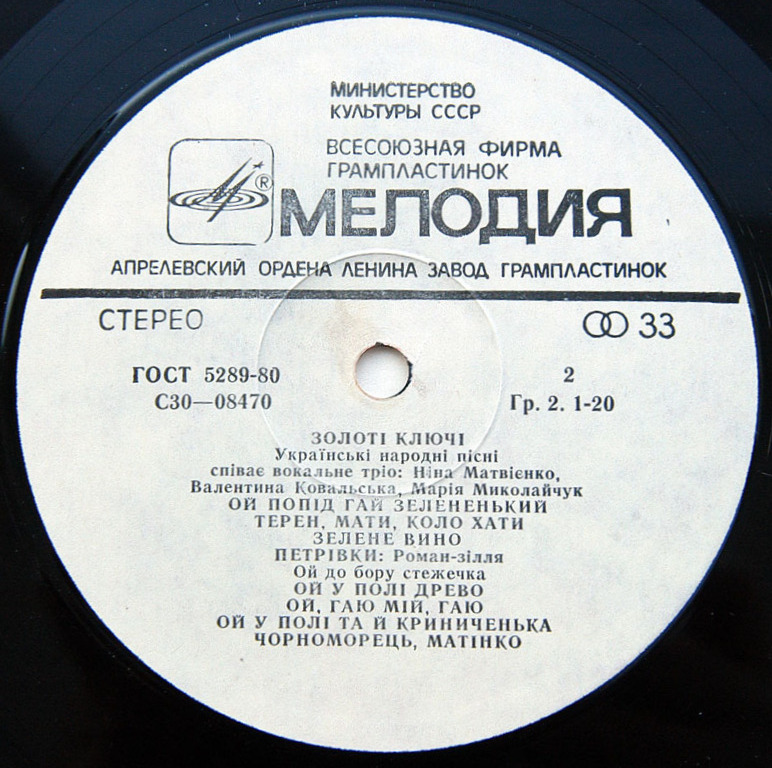 МИНИСТЕРСТВО
КУЛЬТУРЫ СССР
ВСЕСОЮЗНАЯ ФИРМА
ГРАМПЛАСТИНОК
®
МЕЛОДИЯ
АПРЕЛЕВСКИЙ ОРДЕНА ЛЕНИНА ЗАВОД ГРАМПЛАСТИНОК
СТЕРЕО 33
ГОСТ 5289-80 2
С30—08470 Гр. 2. 1-20
ЗОЛОТІ КЛЮЧІ
Українські народні пісні
співає вокальне тріо: Ніна Матвієнко,
Валентина Ковальська, Марія Миколайчук
ОЙ ПОПІД ГАЙ ЗЕЛЕНЕНЬКИЙ
ТЕРЕН, МАТИ, КОЛО ХАТИ
ЗЕЛЕНЕ ВИНО
ПЕТРІВКИ: Роман-зілля
Ой до бору стежечка
ОЙ У ПОЛІ ДРЕВО
ОЙ, ГАЮ МІЙ, ГАЮ
ОЙ У ПОЛІ ТА Й КРИНИЧЕНЬКА
ЧОРНОМОРЕЦЬ, МАТІНКО